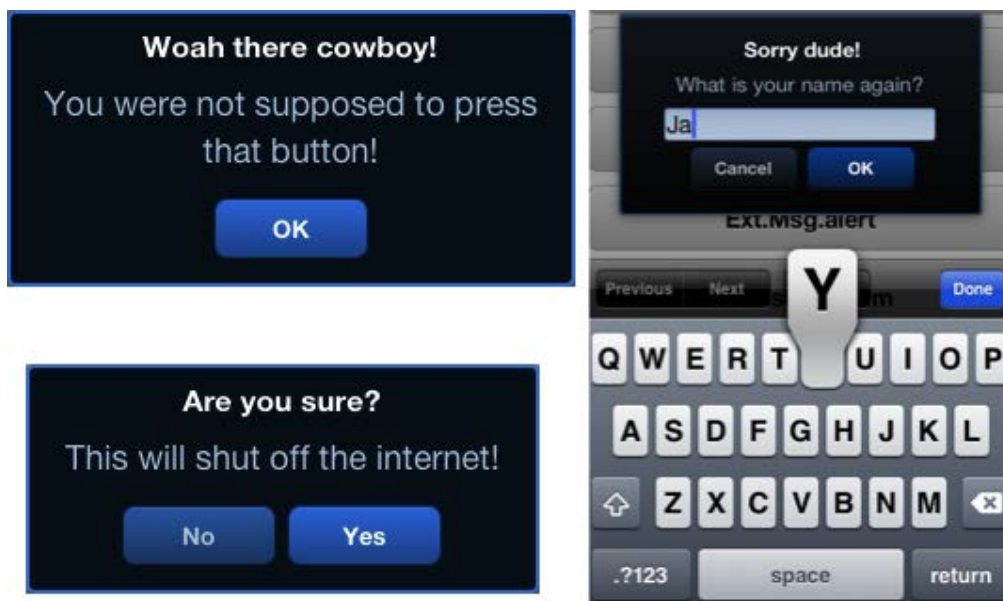 Woah there cowboy!
You were not supposed to press
that button!
OK
Are you sure?
This will shut off the internet!
No Yes
Sorry dude!
What is your name again?
Ja
Cancel OK
Ext.Msg.alert
Previous Next Done
Y
Q W E R T U I O P
A S D F G H J K L
Z X C V B N M
.?123 space return